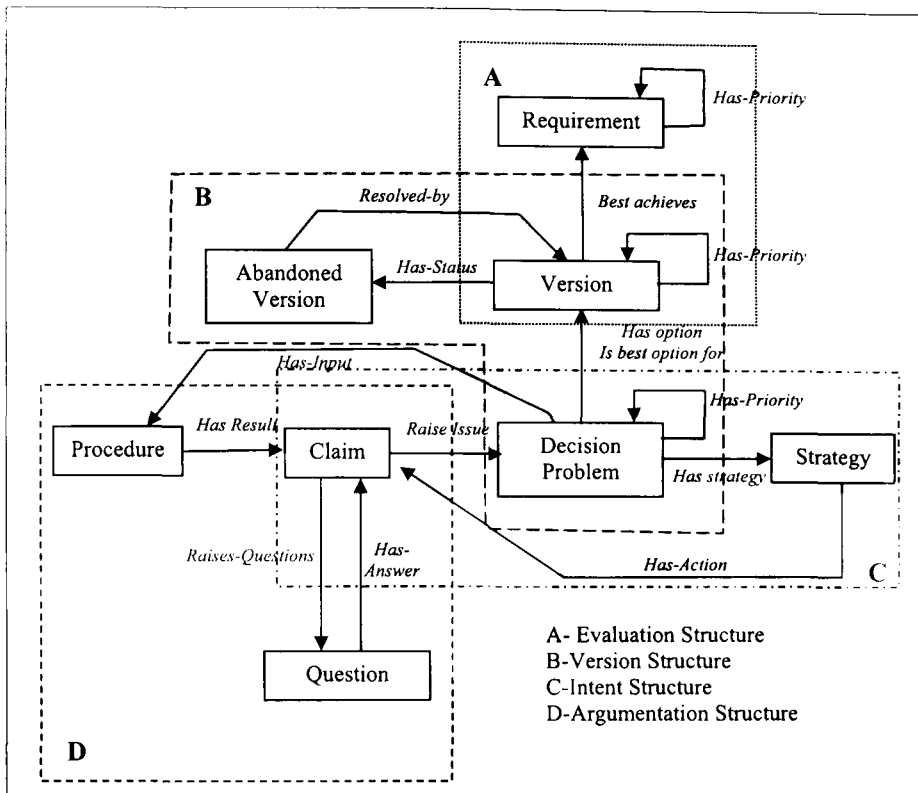 A
Has-Priority
Requirement
B
Resolved-by
Best achieves
Abandoned
Version
Has-Status
Version
Has-Priority
Has option
Is best option for
Has-Input
Has-Priority
Procedure
Has Result
Claim
Raise Issue
Decision
Problem
Has strategy
Strategy
Raises-Questions
Has-
Answer
Has-Action
C
Question
A- Evaluation Structure
B-Version Structure
C-Intent Structure
D-Argumentation Structure
D